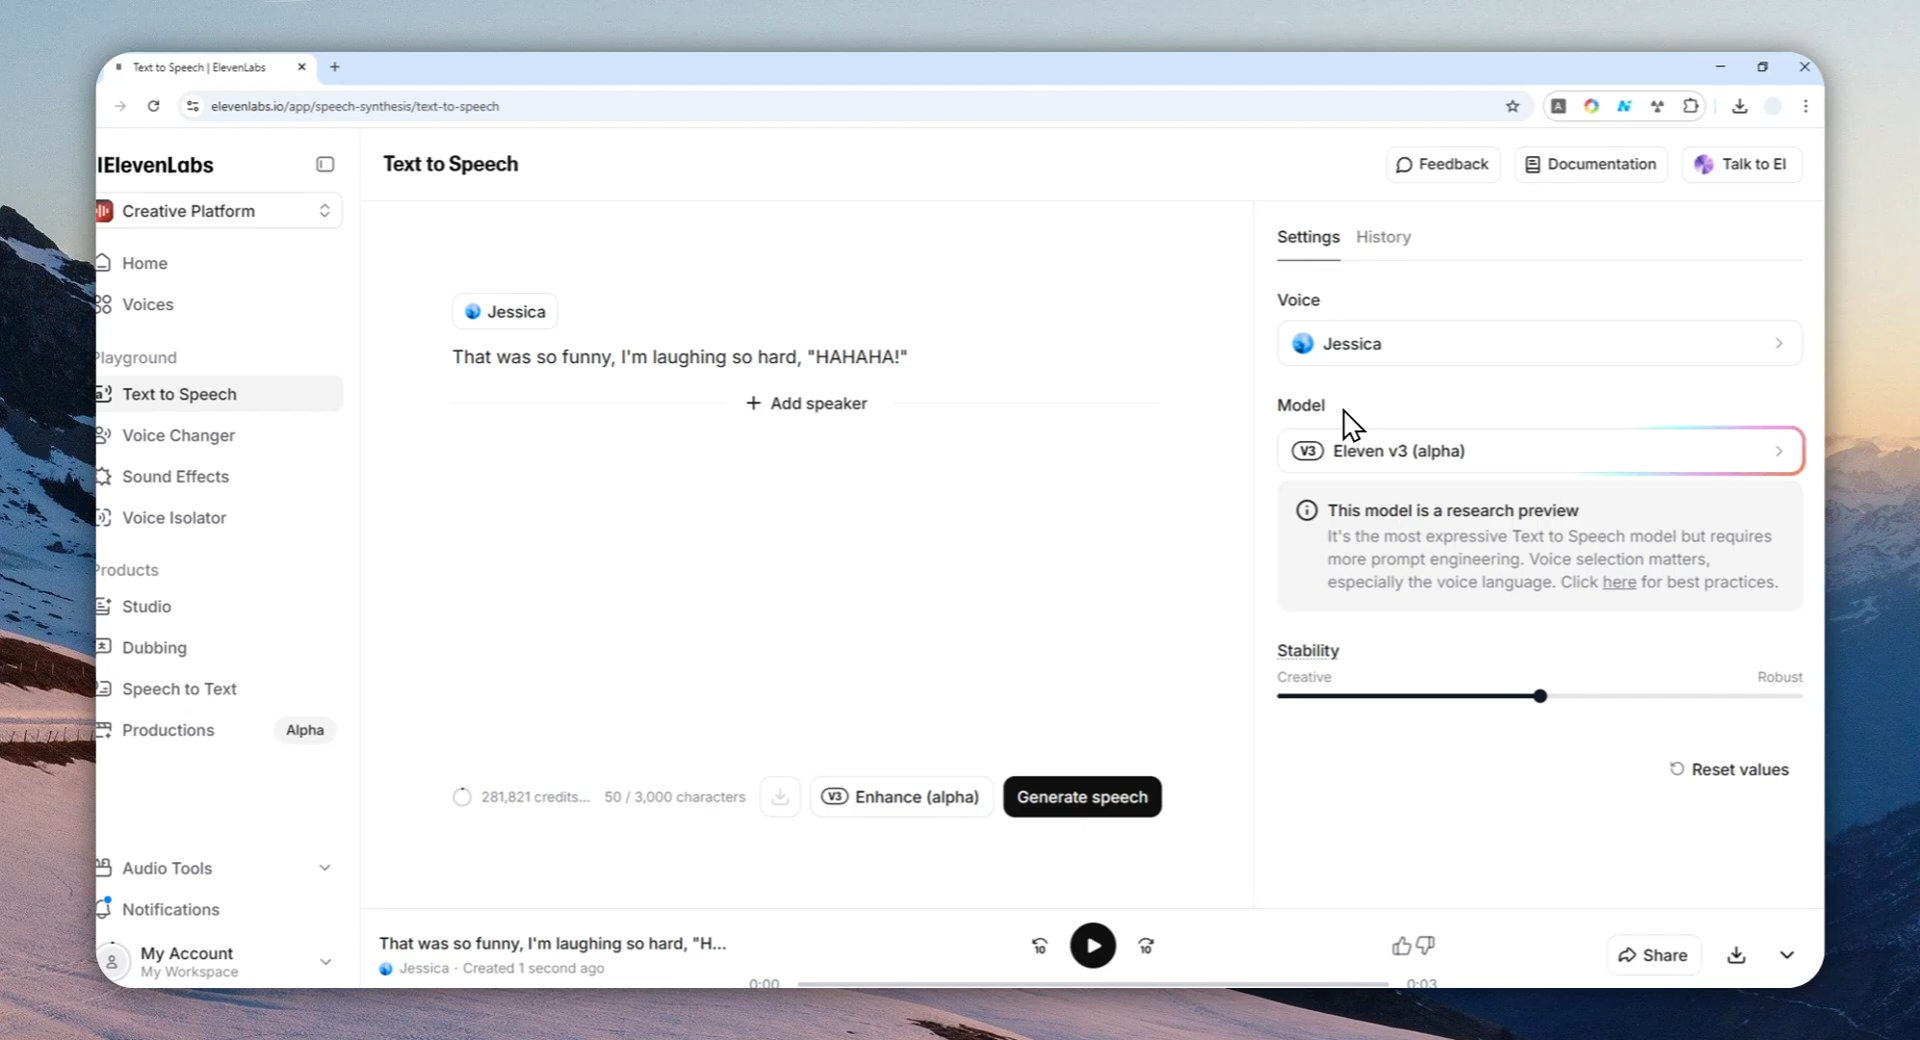 Text to Speech | ElevenLabs
elevenlabs.io/app/speech-synthesis/text-to-speech
IIElevenLabs
Creative Platform
Home
Voices
Playground
Text to Speech
Voice Changer
Sound Effects
Voice Isolator
Products
Studio
Dubbing
Speech to Text
Productions Alpha
Audio Tools
Notifications
My Account
My Workspace
Text to Speech
Feedback Documentation Talk to El
Jessica
That was so funny, I'm laughing so hard, "HAHAHA!"
+ Add speaker
281,821 credits... 50 / 3,000 characters V3 Enhance (alpha) Generate speech
Settings History
Voice
Jessica
Model
V3 Eleven v3 (alpha)
This model is a research preview
It's the most expressive Text to Speech model but requires
more prompt engineering. Voice selection matters,
especially the voice language. Click here for best practices.
Stability
Creative Robust
Reset values
That was so funny, I'm laughing so hard, "H...
Jessica · Created 1 second ago
10 10
0:00 0:03
Share